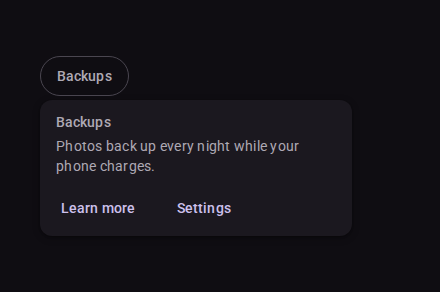 Backups
Backups
Photos back up every night while your
phone charges.
Learn more
Settings